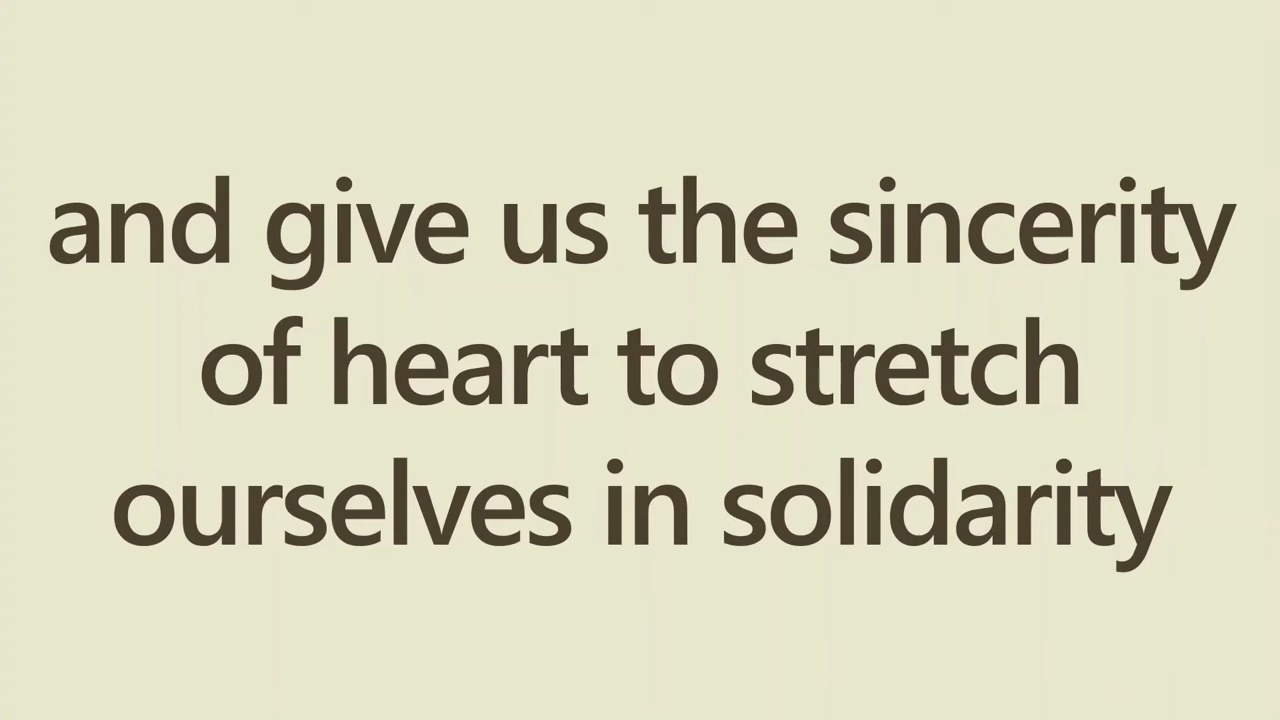 and give us the sincerity
of heart to stretch
ourselves in solidarity